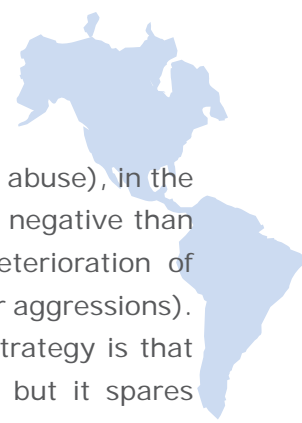 abuse), in the
negative than
eterioration of
r aggressions).
trategy is that
but it spares